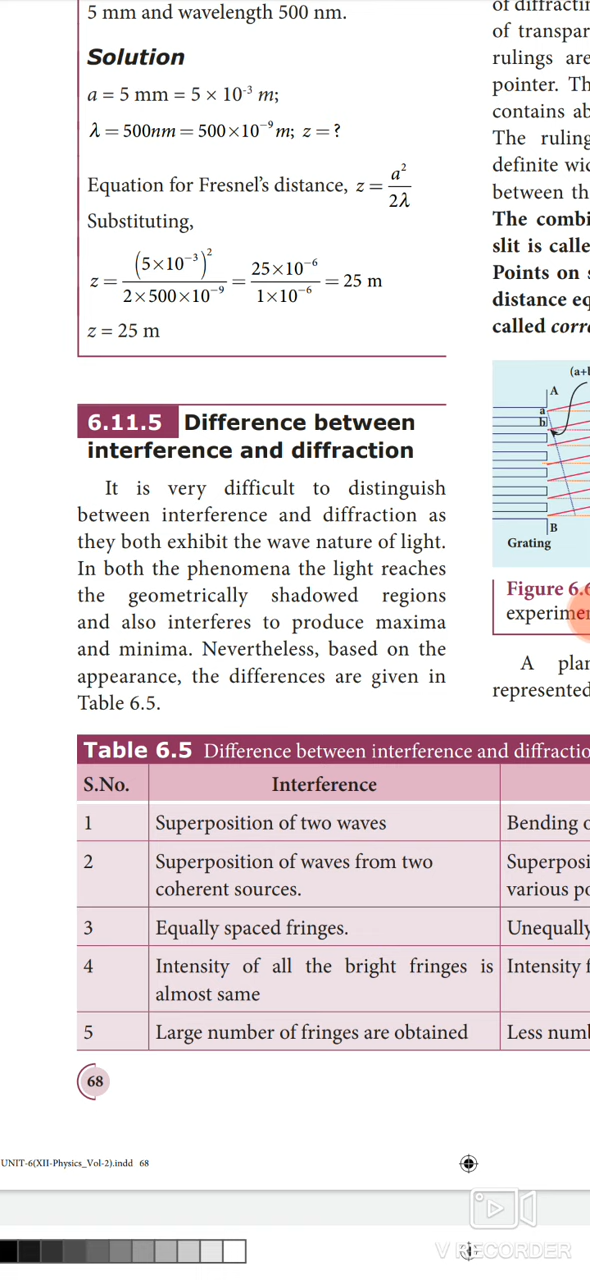 5 mm and wavelength 500 nm.
Solution
a = 5 mm = 5 × 10⁻³ m;
λ = 500nm = 500×10⁻⁹ m; z = ?
Equation for Fresnel's distance, z = a²/2λ
Substituting,
z = (5×10⁻³)²/2×500×10⁻⁹ = 25×10⁻⁶/1×10⁻⁶ = 25 m
z = 25 m
6.11.5 Difference between
interference and diffraction
It is very difficult to distinguish
between interference and diffraction as
they both exhibit the wave nature of light.
In both the phenomena the light reaches
the geometrically shadowed regions
and also interferes to produce maxima
and minima. Nevertheless, based on the
appearance, the differences are given in
Table 6.5.
of
of transpar
rulings are
pointer. Th
contains ab
The ruling
definite wid
between th
The combi
slit is calle
Points on s
distance eq
called corre
(a+b
A
a
b
B
Grating
Figure 6.6
experimen
A plan
represented
Table 6.5 Difference between interference and diffractio
S.No. Interference
1 Superposition of two waves Bending o
2 Superposition of waves from two Superposi
coherent sources. various po
3 Equally spaced fringes. Unequally
4 Intensity of all the bright fringes is Intensity f
almost same
5 Large number of fringes are obtained Less numb
68
UNIT-6(XII-Physics_Vol-2).indd 68
V RECORDER